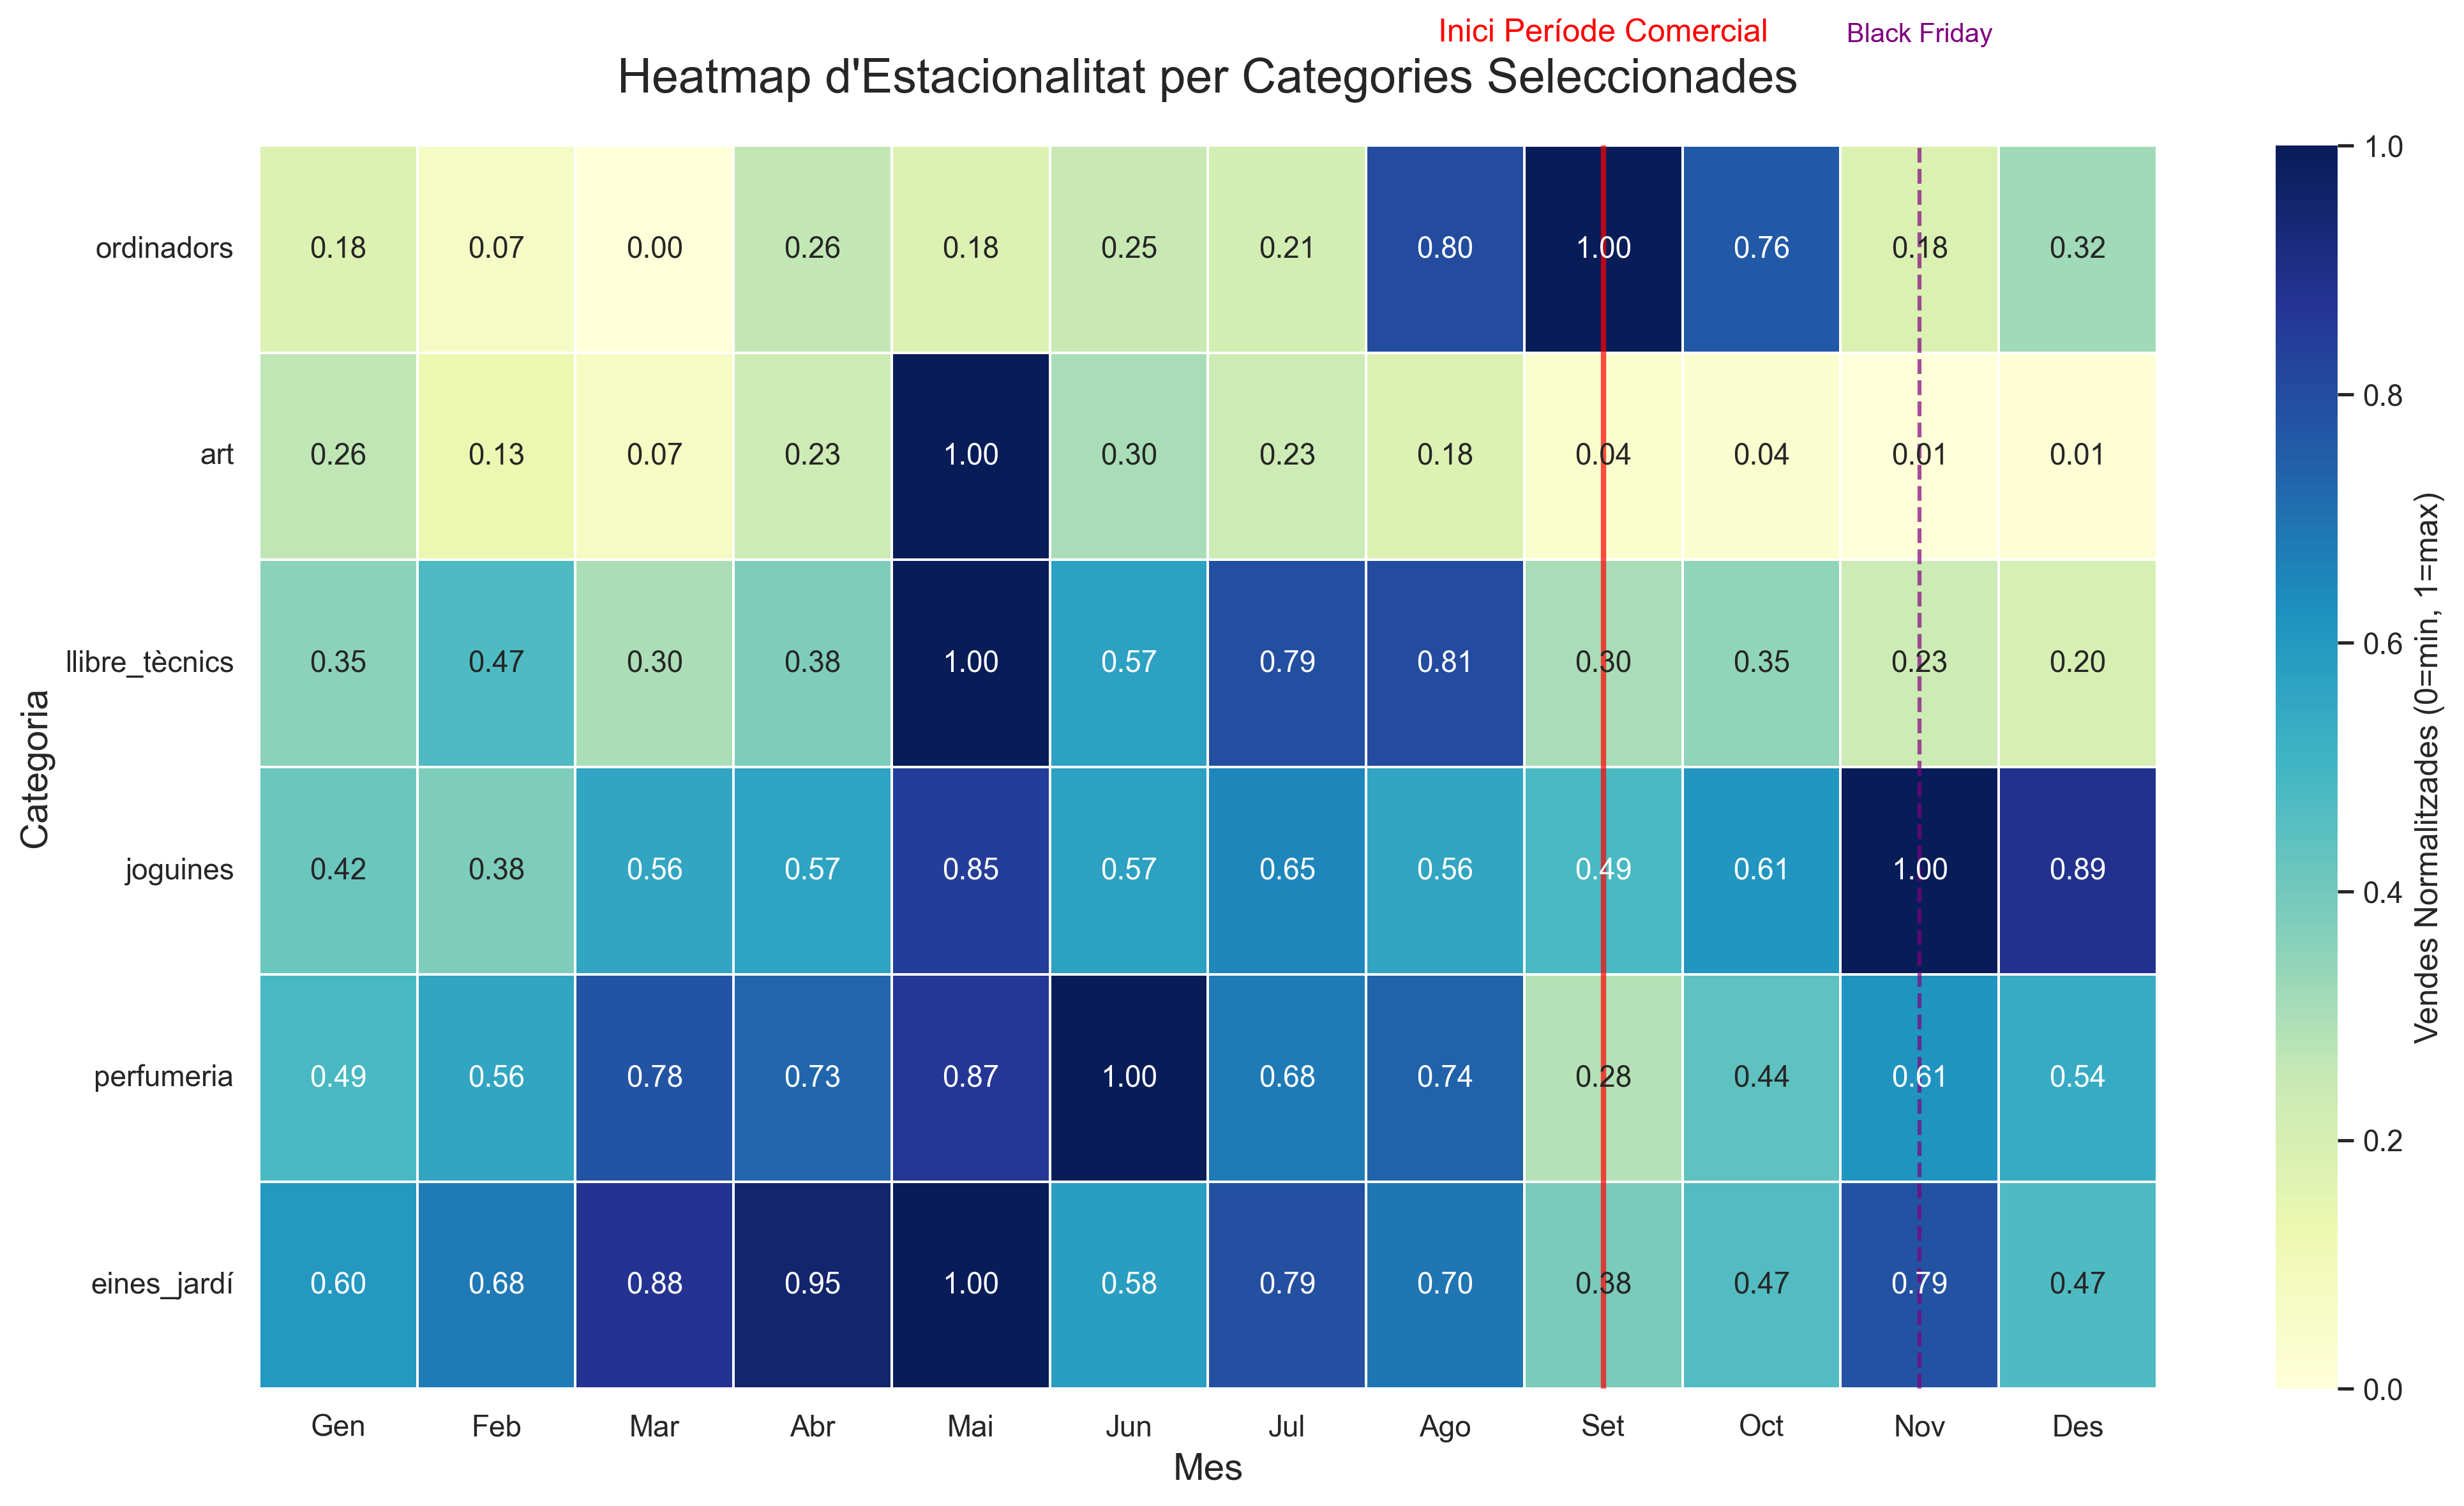 Inici Període Comercial
Black Friday
Heatmap d'Estacionalitat per Categories Seleccionades
ordinadors 0.18 0.07 0.00 0.26 0.18 0.25 0.21 0.80 1.00 0.76 0.18 0.32
art 0.26 0.13 0.07 0.23 1.00 0.30 0.23 0.18 0.04 0.04 0.01 0.01
llibre_tècnics 0.35 0.47 0.30 0.38 1.00 0.57 0.79 0.81 0.30 0.35 0.23 0.20
joguines 0.42 0.38 0.56 0.57 0.85 0.57 0.65 0.56 0.49 0.61 1.00 0.89
perfumeria 0.49 0.56 0.78 0.73 0.87 1.00 0.68 0.74 0.28 0.44 0.61 0.54
eines_jardí 0.60 0.68 0.88 0.95 1.00 0.58 0.79 0.70 0.38 0.47 0.79 0.47
Gen Feb Mar Abr Mai Jun Jul Ago Set Oct Nov Des
Mes
Categoria
1.0
0.8
0.6
0.4
0.2
0.0
Vendes Normalitzades (0=min, 1=max)